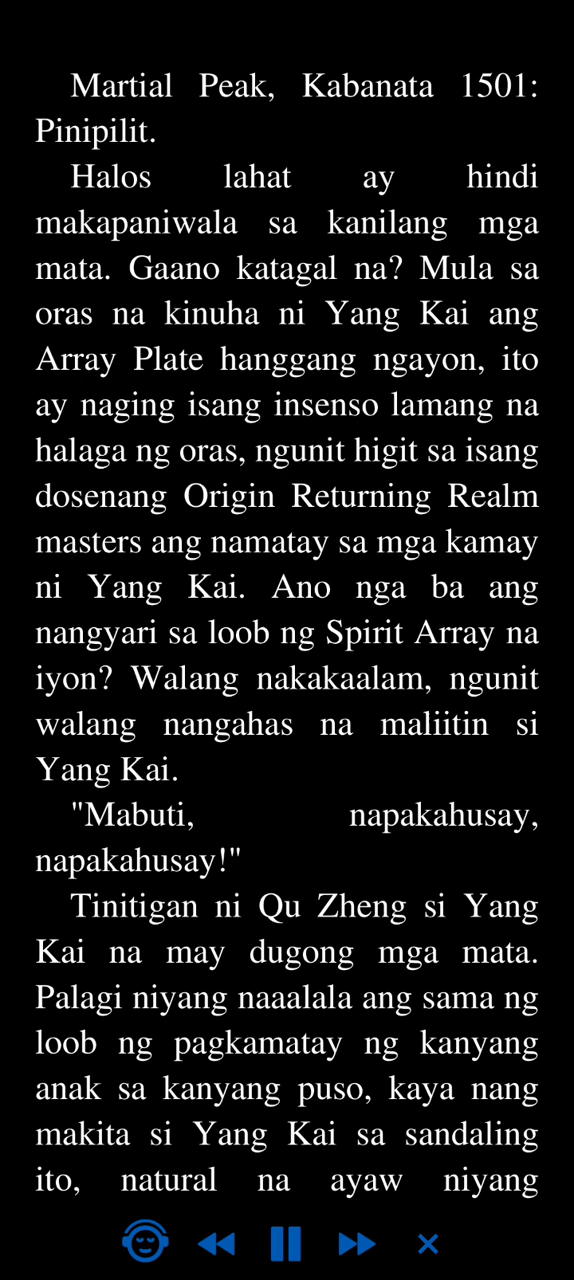 Martial Peak, Kabanata 1501:
Pinipilit.
Halos lahat ay hindi
makapaniwala sa kanilang mga
mata. Gaano katagal na? Mula sa
oras na kinuha ni Yang Kai ang
Array Plate hanggang ngayon, ito
ay naging isang insenso lamang na
halaga ng oras, ngunit higit sa isang
dosenang Origin Returning Realm
masters ang namatay sa mga kamay
ni Yang Kai. Ano nga ba ang
nangyari sa loob ng Spirit Array na
iyon? Walang nakakaalam, ngunit
walang nangahas na maliitin si
Yang Kai.
"Mabuti, napakahusay,
napakahusay!"
Tinitigan ni Qu Zheng si Yang
Kai na may dugong mga mata.
Palagi niyang naaalala ang sama ng
loob ng pagkamatay ng kanyang
anak sa kanyang puso, kaya nang
makita si Yang Kai sa sandaling
ito, natural na ayaw niyang